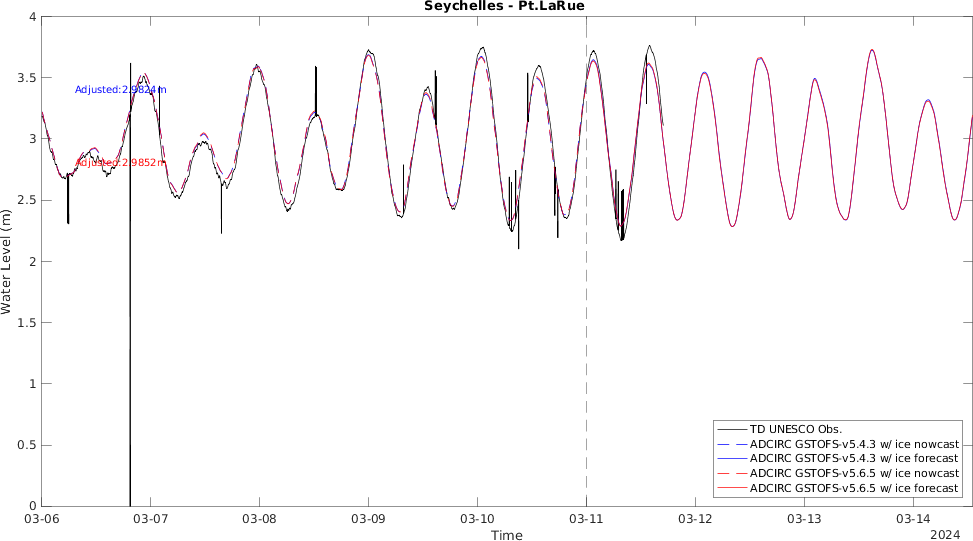 Seychelles - Pt.LaRue
4
3.5
3
2.5
2
1.5
1
0.5
0
Water Level (m)
Adjusted:2.9824m
Adjusted:2.9852m
TD UNESCO Obs.
ADCIRC GSTOFS-v5.4.3 w/ ice nowcast
ADCIRC GSTOFS-v5.4.3 w/ ice forecast
ADCIRC GSTOFS-v5.6.5 w/ ice nowcast
ADCIRC GSTOFS-v5.6.5 w/ ice forecast
03-06 03-07 03-08 03-09 03-10 03-11 03-12 03-13 03-14
Time
2024